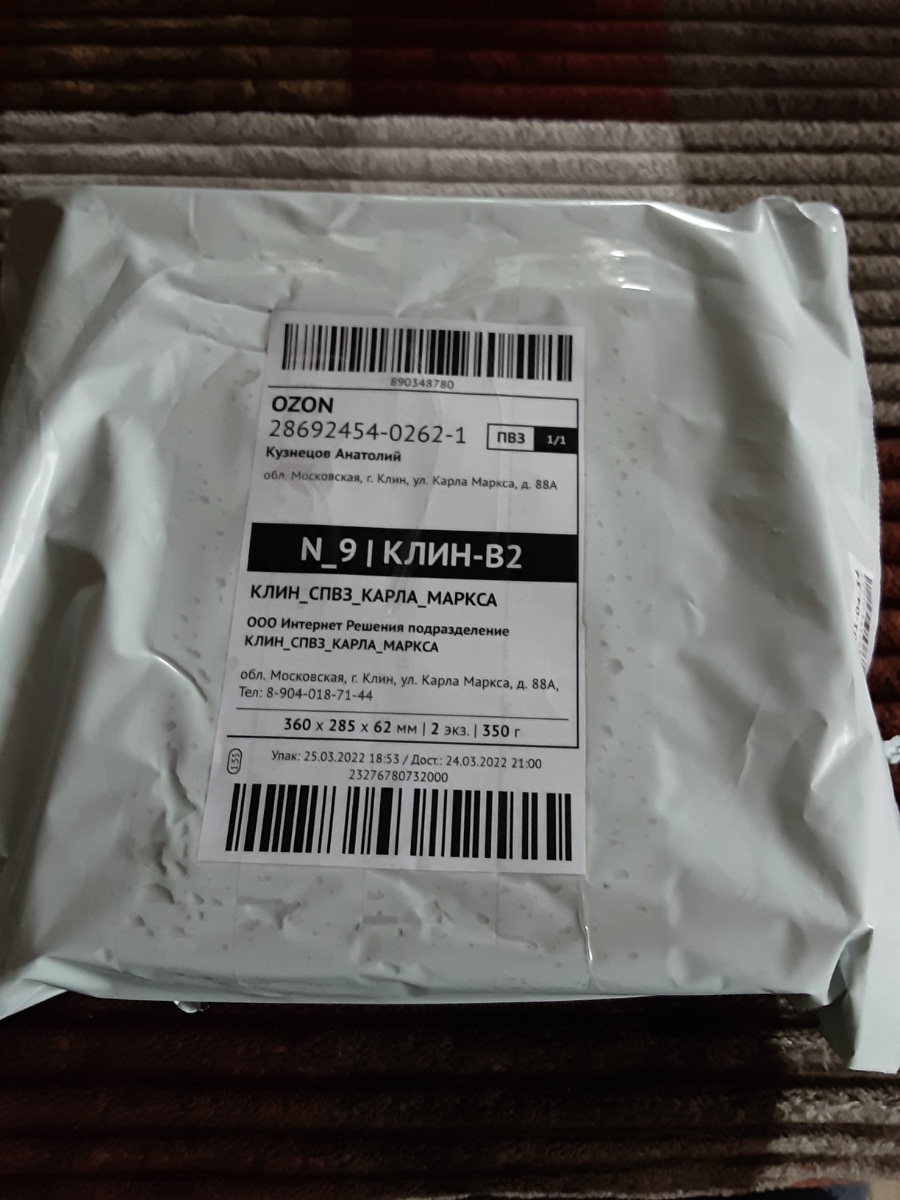 890348780
OZON
28692454-0262-1
ПВЗ 1/1
Кузнецов Анатолий
обл. Московская, г. Клин, ул. Карла Маркса, д. 88А
N_9 | КЛИН-В2
КЛИН_СПВЗ_КАРЛА_МАРКСА
ООО Интернет Решения подразделение
КЛИН_СПВЗ_КАРЛА_МАРКСА
обл. Московская, г. Клин, ул. Карла Маркса, д. 88А,
Тел: 8-904-018-71-44
360 x 285 x 62 мм | 2 экз. | 350 г
135
Упак: 25.03.2022 18:53 / Дост.: 24.03.2022 21:00
23276780732000